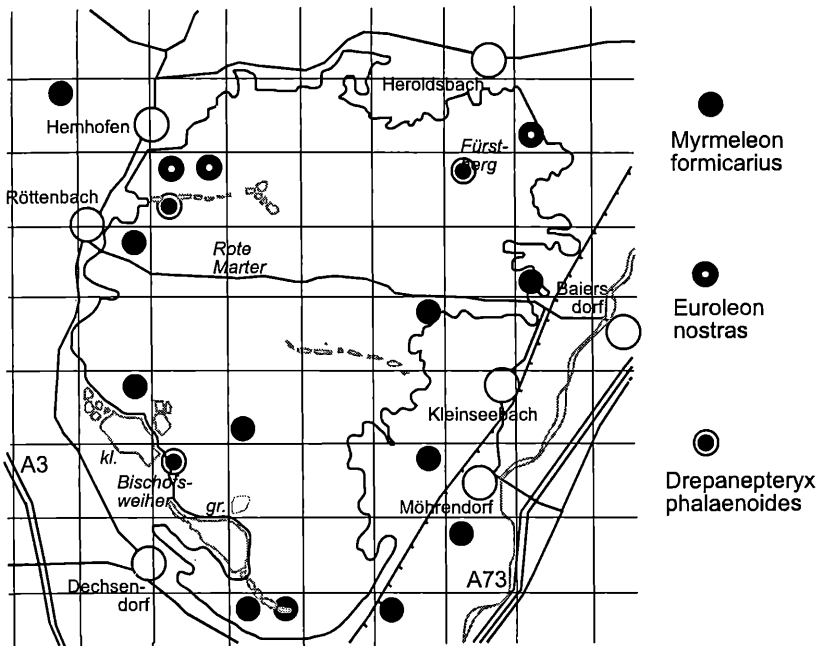 Heroldsbach
Hemhofen
Fürst-
berg
Röttenbach
Rote
Marter
Baiers
dorf
Kleinseebach
kl.
A3
Bischofs-
weiher
gr.
Möhrendorf
A73
Dechsen-
dorf
Myrmeleon
formicarius
Euroleon
nostras
Drepanepteryx
phalaenoides